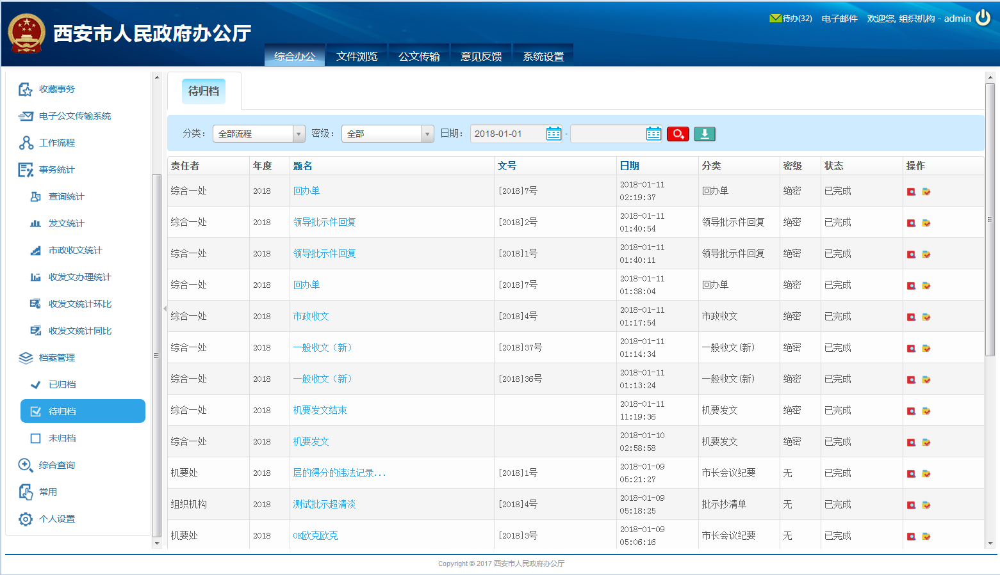 西安市人民政府办公厅
待办(32) 电子邮件 欢迎您, 组织机构 - admin
综合办公 文件浏览 公文传输 意见反馈 系统设置
收藏事务
电子公文传输系统
工作流程
事务统计
查询统计
发文统计
市政收文统计
收发文办理统计
收发文统计环比
收发文统计同比
档案管理
已归档
待归档
未归档
综合查询
常用
个人设置
待归档
分类： 全部流程 密级： 全部 日期： 2018-01-01 -
责任者 年度 题名 文号 日期 分类 密级 状态 操作
综合一处 2018 回办单 [2018]7号 2018-01-11 02:19:37 回办单 绝密 已完成
综合一处 2018 领导批示件回复 [2018]2号 2018-01-11 01:40:54 领导批示件回复 绝密 已完成
综合一处 2018 领导批示件回复 [2018]1号 2018-01-11 01:40:11 领导批示件回复 绝密 已完成
综合一处 2018 回办单 [2018]7号 2018-01-11 01:38:04 回办单 绝密 已完成
综合一处 2018 市政收文 [2018]4号 2018-01-11 01:17:54 市政收文 绝密 已完成
综合一处 2018 一般收文（新） [2018]37号 2018-01-11 01:14:34 一般收文(新) 绝密 已完成
综合一处 2018 一般收文（新） [2018]36号 2018-01-11 01:13:24 一般收文(新) 绝密 已完成
综合一处 2018 机要发文结束 2018-01-11 11:19:36 机要发文 绝密 已完成
综合一处 2018 机要发文 2018-01-10 02:58:58 机要发文 绝密 已完成
机要处 2018 层的得分的违法记录... [2018]1号 2018-01-09 05:21:27 市长会议纪要 无 已完成
组织机构 2018 测试批示超清淡 [2018]4号 2018-01-09 05:18:25 批示抄清单 无 已完成
机要处 2018 OK欧克欧克 [2018]3号 2018-01-09 05:06:16 市长会议纪要 无 已完成
Copyright © 2017 西安市人民政府办公厅